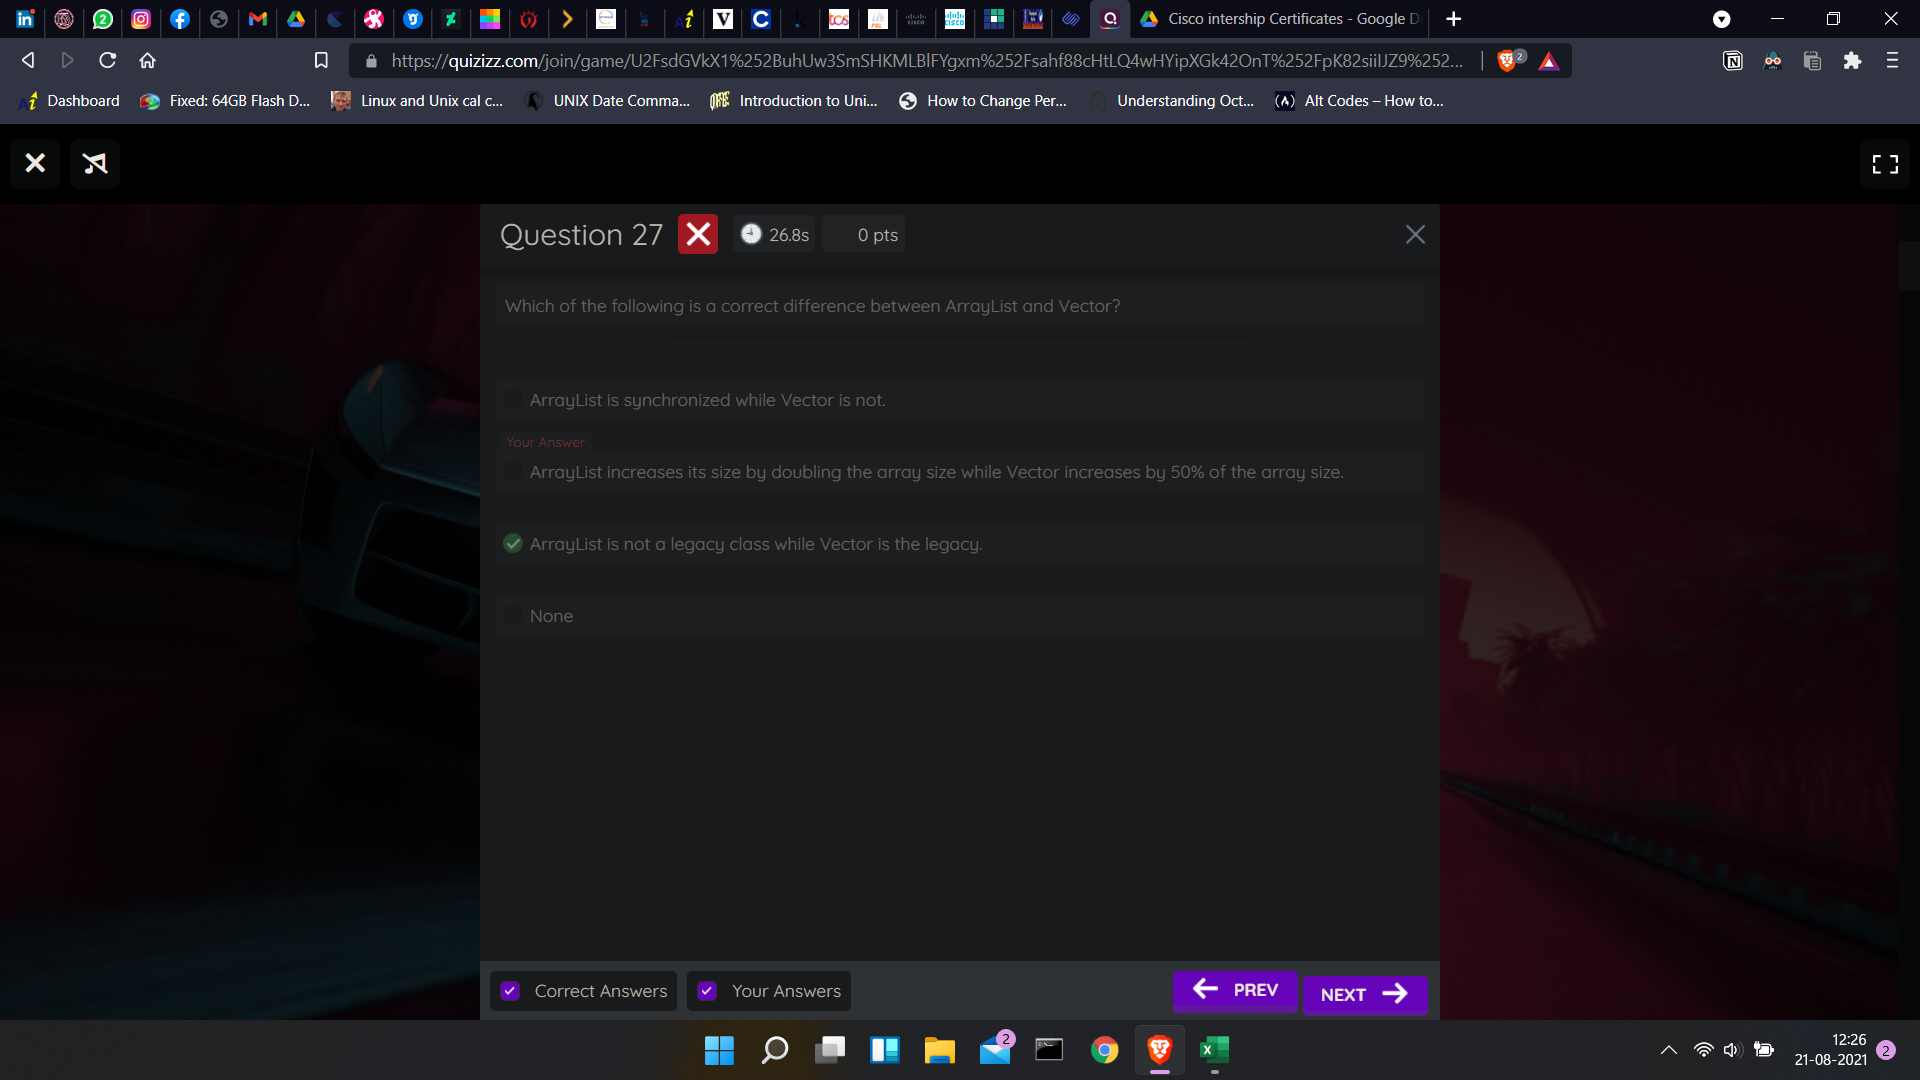 Cisco intership Certificates - Google D
https://quizizz.com/join/game/U2FsdGVkX1%252BuhUw3SmSHKMLBlFYgxm%252Fsahf88cHtLQ4wHYipXGk42OnT%252FpK82siiIJZ9%252...
2
Dashboard
Fixed: 64GB Flash D...
Linux and Unix cal c...
UNIX Date Comma...
Introduction to Uni...
How to Change Per...
Understanding Oct...
Alt Codes – How to...
Question 27
26.8s
0 pts
Which of the following is a correct difference between ArrayList and Vector?
ArrayList is synchronized while Vector is not.
Your Answer
ArrayList increases its size by doubling the array size while Vector increases by 50% of the array size.
ArrayList is not a legacy class while Vector is the legacy.
None
Correct Answers
Your Answers
PREV
NEXT
2
12:26
21-08-2021
2